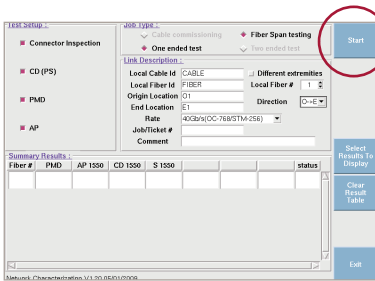 Test Setup :
Connector Inspection
CD (PS)
PMD
AP
Job Type :
Cable commissioning
Fiber Span testing
One ended test
Two ended test
Link Description :
Local Cable Id CABLE
Different extremities
Local Fiber Id FIBER
Local Fiber # 1
Origin Location O1
Direction O->E
End Location E1
Rate 40Gb/s(OC-768/STM-256)
Job/Ticket #
Comment
Summary Results :
Fiber # PMD AP 1550 CD 1550 S 1550 status
Network Characterization V1.20 05/01/2009
Start
Select
Results To
Display
Clear
Result
Table
Exit